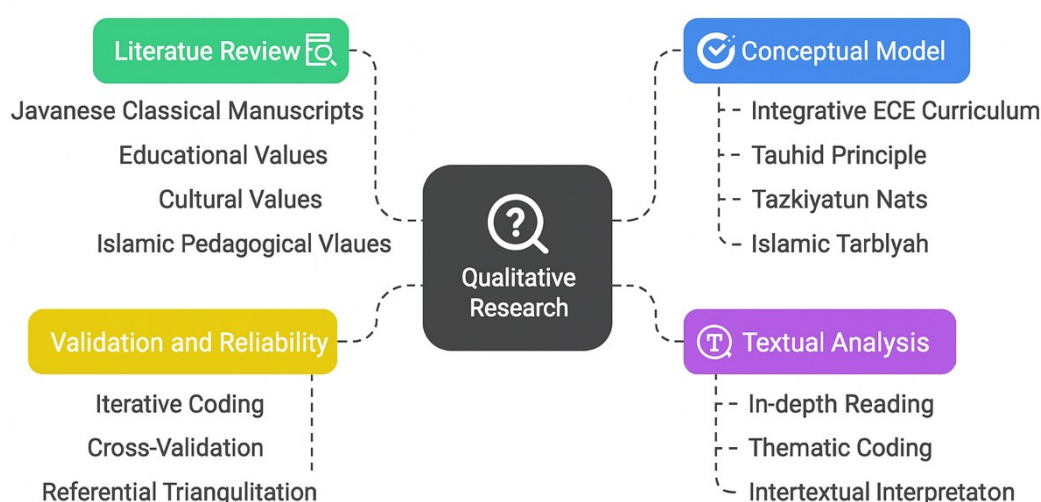 Literatue Review
Javanese Classical Manuscripts
Educational Values
Cultural Values
Islamic Pedagogical Vlaues
Conceptual Model
Integrative ECE Curriculum
Tauhid Principle
Tazkiyatun Nats
Islamic Tarblyah
Qualitative
Research
Validation and Reliability
Iterative Coding
Cross-Validation
Referential Triangulitation
Textual Analysis
In-depth Reading
Thematic Coding
Intertextual Interpretaton